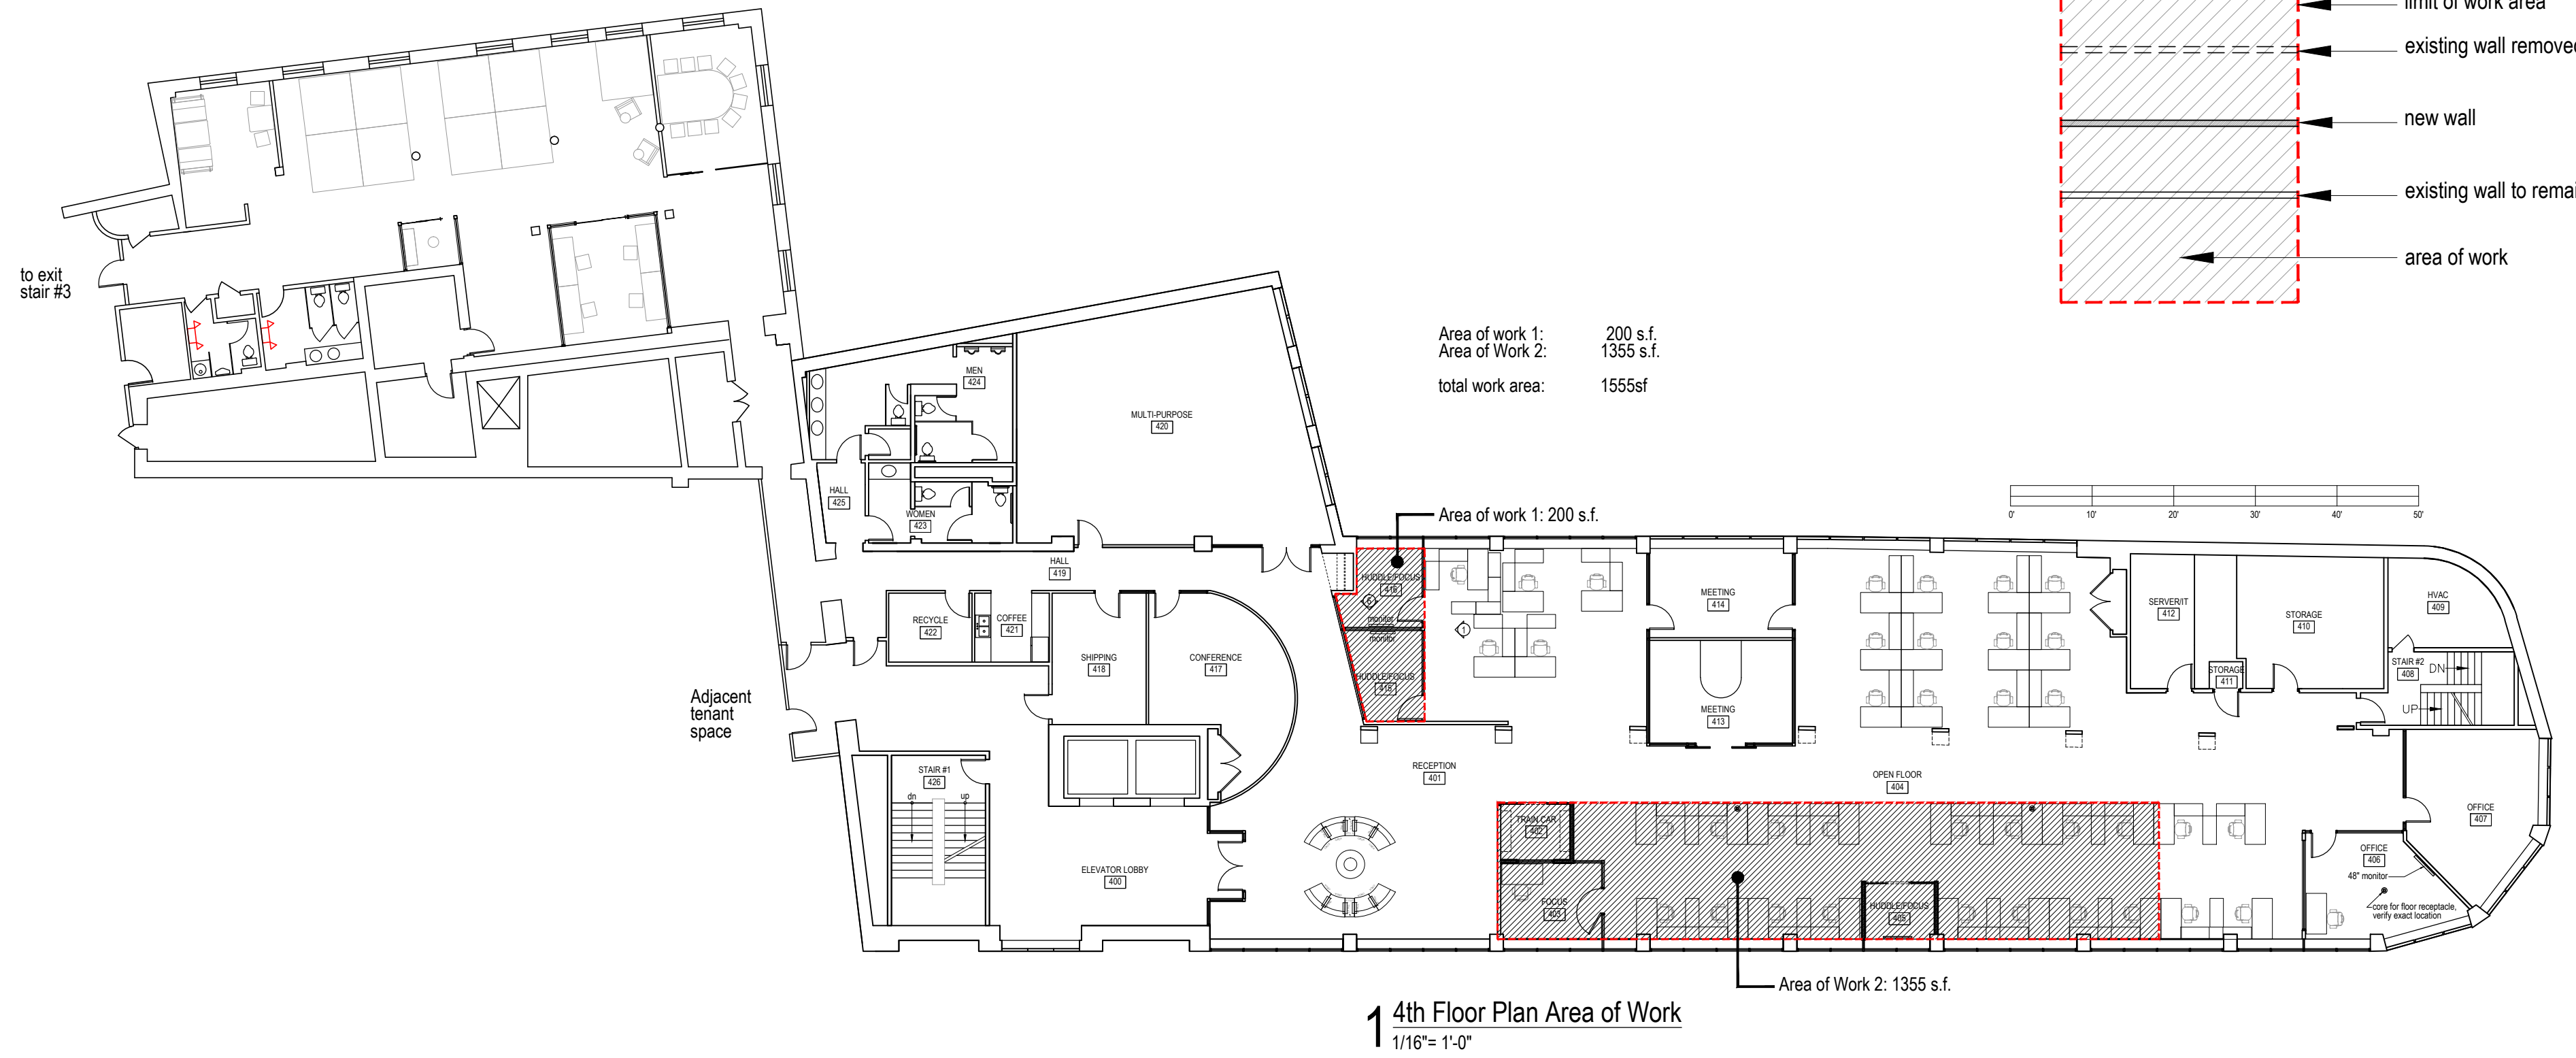 limit of work area
existing wall removed
new wall
existing wall to remai
area of work
to exit
stair #3
Area of work 1: 200 s.f.
Area of Work 2: 1355 s.f.
total work area: 1555sf
MEN
424
MULTI-PURPOSE
420
HALL
425
WOMEN
423
0' 10' 20' 30' 40' 50'
Area of work 1: 200 s.f.
HALL
419
HUDDLE/FOCUS
416
6
monitor
monitor
1
HUDDLE/FOCUS
415
RECYCLE
422
COFFEE
421
SHIPPING
418
CONFERENCE
417
MEETING
414
MEETING
413
SERVER/IT
412
STORAGE
410
STORAGE
411
HVAC
409
STAIR #2
408
DN
UP
Adjacent
tenant
space
STAIR #1
426
dn up
RECEPTION
401
OPEN FLOOR
404
ELEVATOR LOBBY
400
TRAIN CAR
402
FOCUS
403
HUDDLE/FOCUS
405
OFFICE
407
OFFICE
406
48" monitor
core for floor receptacle,
verify exact location
Area of Work 2: 1355 s.f.
1 4th Floor Plan Area of Work
1/16"= 1'-0"